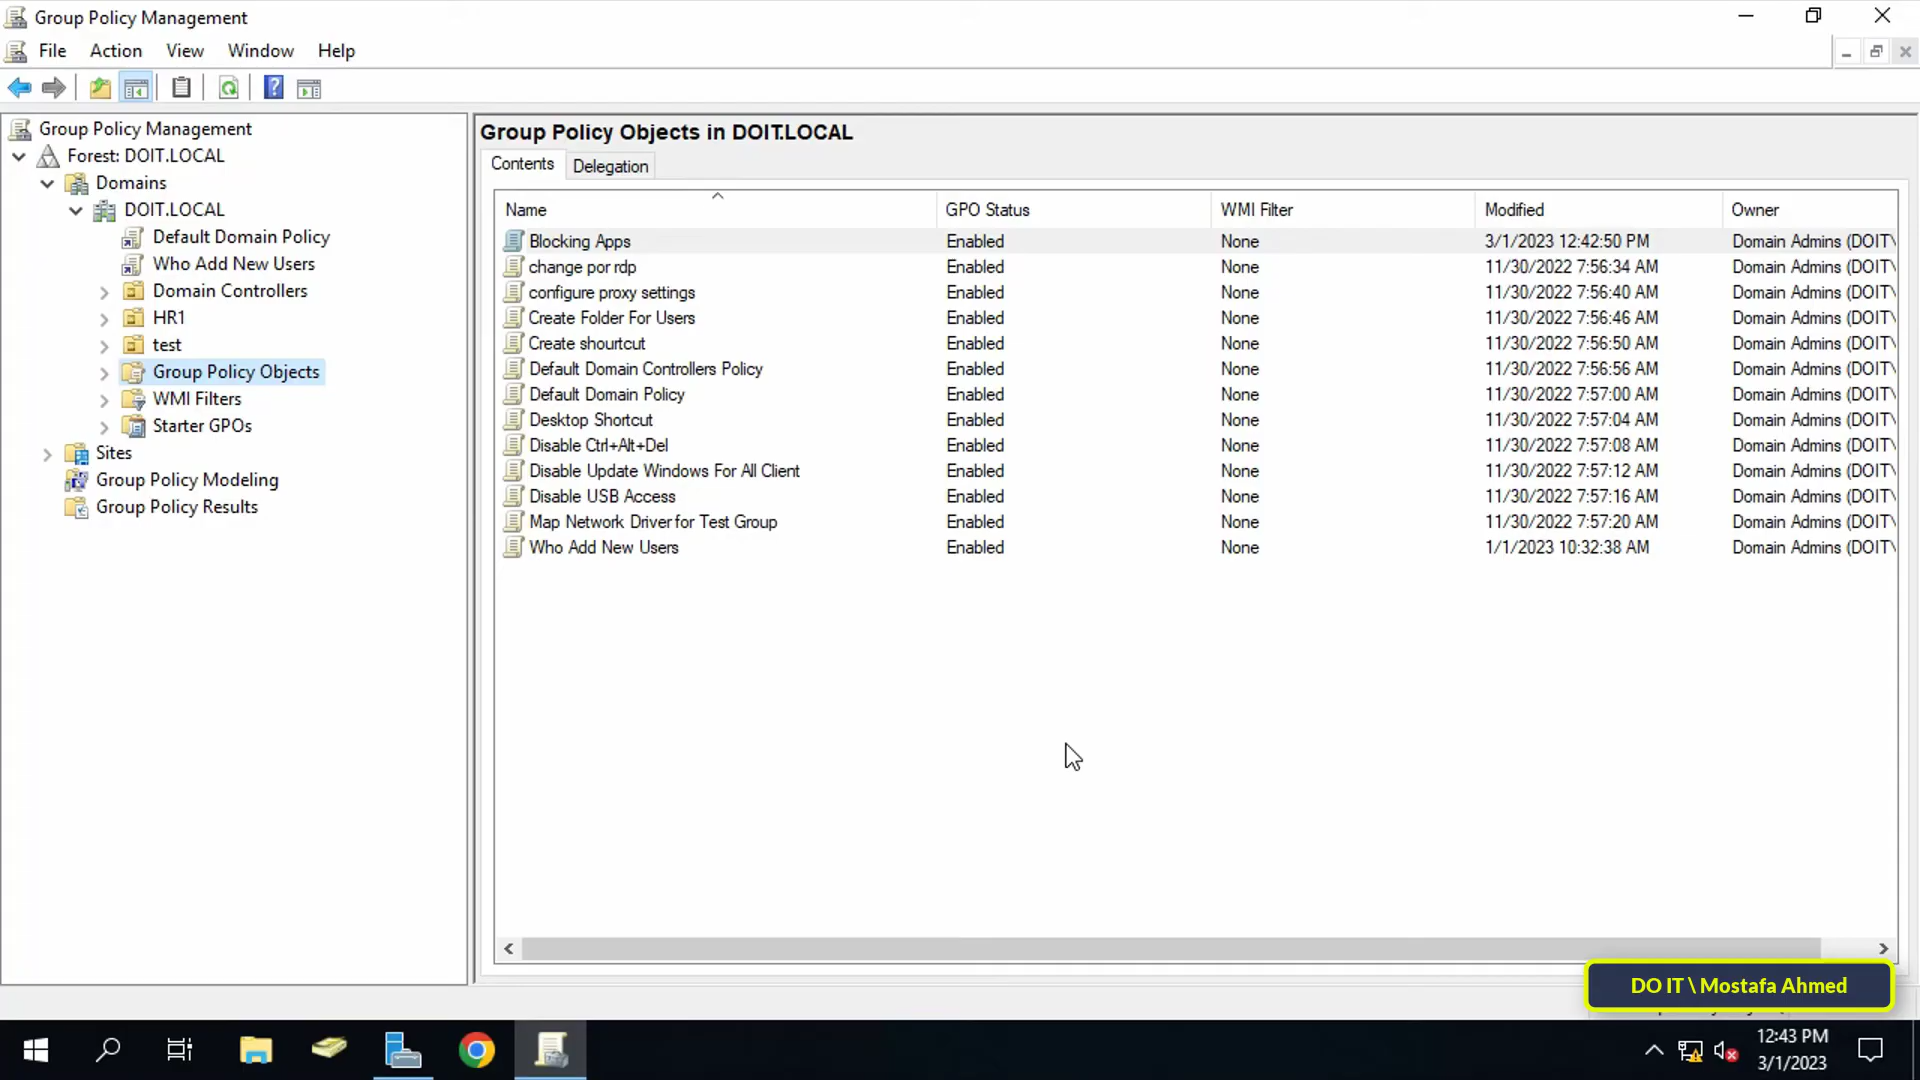 Group Policy Management
File Action View Window Help
Group Policy Management
Forest: DOIT.LOCAL
Domains
DOIT.LOCAL
Default Domain Policy
Who Add New Users
Domain Controllers
HR1
test
Group Policy Objects
WMI Filters
Starter GPOs
Sites
Group Policy Modeling
Group Policy Results
Group Policy Objects in DOIT.LOCAL
Contents Delegation
Name GPO Status WMI Filter Modified Owner
Blocking Apps Enabled None 3/1/2023 12:42:50 PM Domain Admins (DOIT\
change por rdp Enabled None 11/30/2022 7:56:34 AM Domain Admins (DOIT\
configure proxy settings Enabled None 11/30/2022 7:56:40 AM Domain Admins (DOIT\
Create Folder For Users Enabled None 11/30/2022 7:56:46 AM Domain Admins (DOIT\
Create shourtcut Enabled None 11/30/2022 7:56:50 AM Domain Admins (DOIT\
Default Domain Controllers Policy Enabled None 11/30/2022 7:56:56 AM Domain Admins (DOIT\
Default Domain Policy Enabled None 11/30/2022 7:57:00 AM Domain Admins (DOIT\
Desktop Shortcut Enabled None 11/30/2022 7:57:04 AM Domain Admins (DOIT\
Disable Ctrl+Alt+Del Enabled None 11/30/2022 7:57:08 AM Domain Admins (DOIT\
Disable Update Windows For All Client Enabled None 11/30/2022 7:57:12 AM Domain Admins (DOIT\
Disable USB Access Enabled None 11/30/2022 7:57:16 AM Domain Admins (DOIT\
Map Network Driver for Test Group Enabled None 11/30/2022 7:57:20 AM Domain Admins (DOIT\
Who Add New Users Enabled None 1/1/2023 10:32:38 AM Domain Admins (DOIT\
DO IT \ Mostafa Ahmed
12:43 PM
3/1/2023